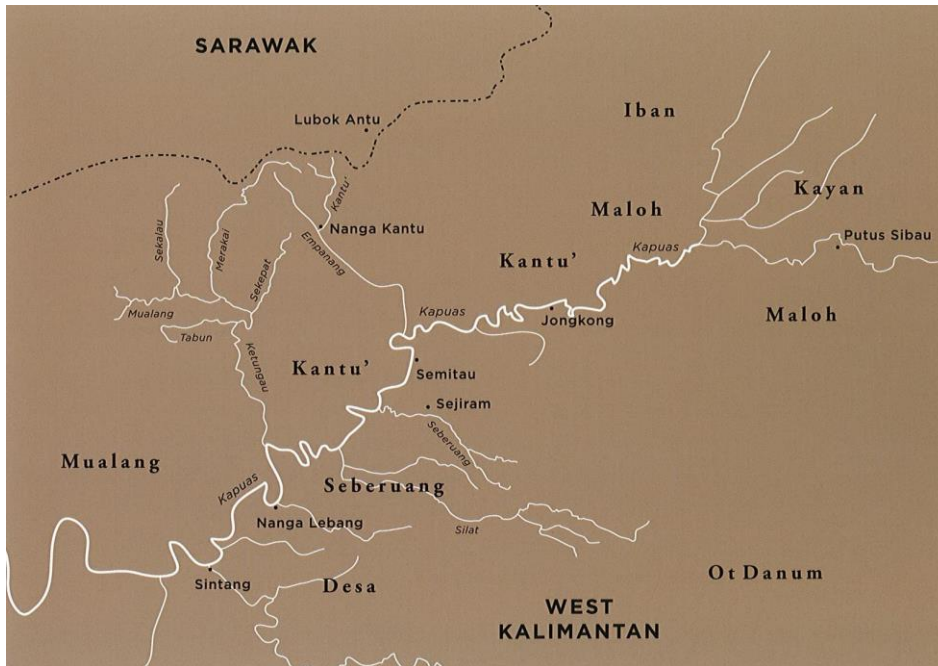 SARAWAK
Lubok Antu
Iban
Kantu'
Kayan
Sekalau
Merakai
Nanga Kantu
Maloh
Putus Sibau
Kapuas
Empanang
Sekepat
Kantu'
Mualang
Kapuas
Jongkong
Maloh
Tabun
Ketungau
Kantu'
Semitau
Sejiram
Seberuang
Mualang
Kapuas
Seberuang
Nanga Lebang
Silat
Sintang
Desa
Ot Danum
WEST
KALIMANTAN